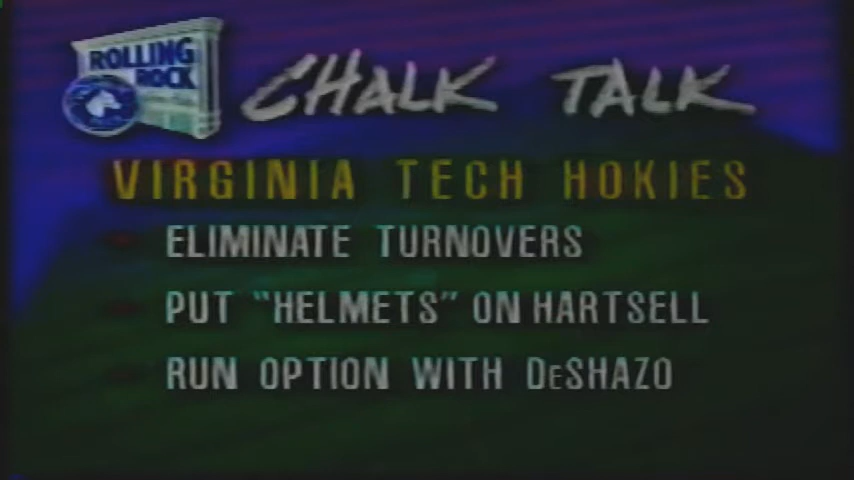 ROLLING
ROCK
CHALK TALK
VIRGINIA TECH HOKIES
ELIMINATE TURNOVERS
PUT "HELMETS" ON HARTSELL
RUN OPTION WITH DeSHAZO